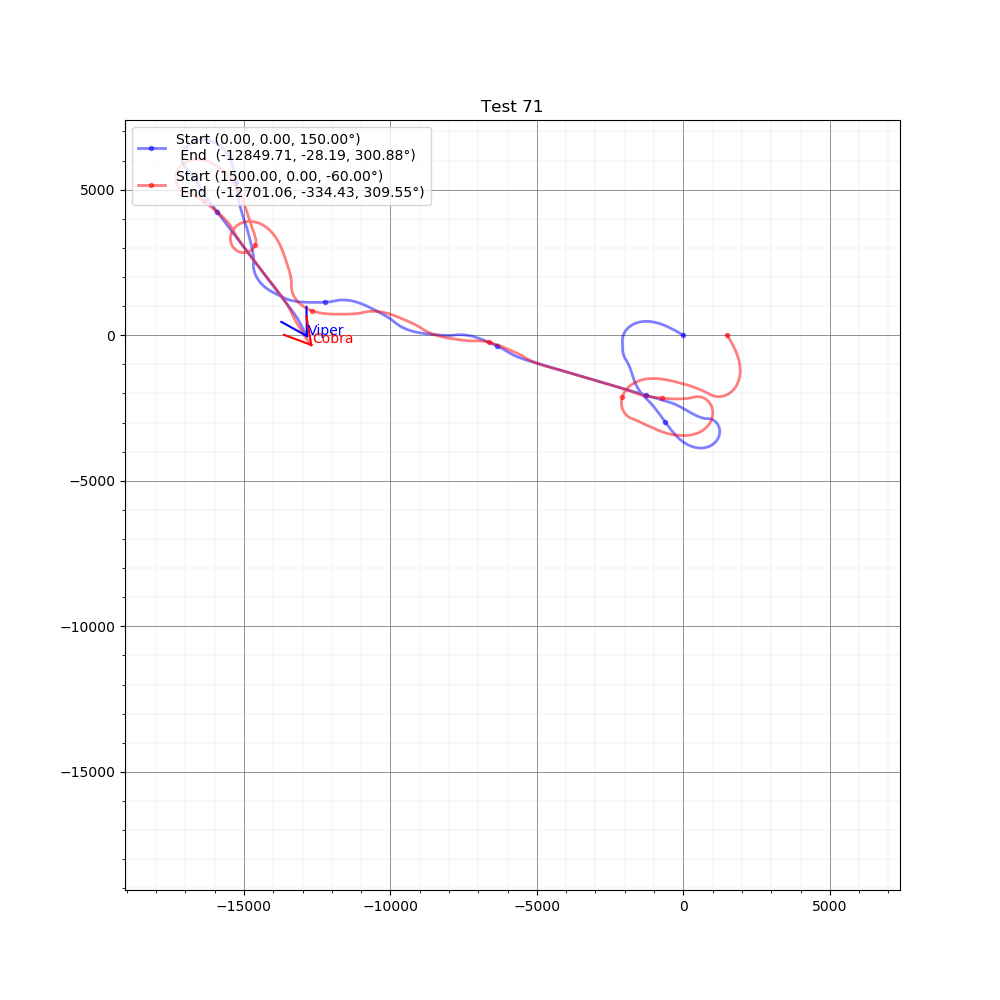 Test 71
Start (0.00, 0.00, 150.00°)
End (-12849.71, -28.19, 300.88°)
Start (1500.00, 0.00, -60.00°)
End (-12701.06, -334.43, 309.55°)
5000
0
−5000
−10000
−15000
Viper
Cobra
−15000 −10000 −5000 0 5000